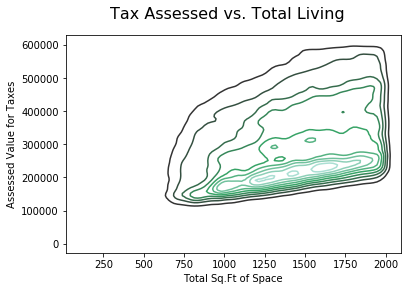 Tax Assessed vs. Total Living
600000
500000
400000
300000
200000
100000
0
Assessed Value for Taxes
250 500 750 1000 1250 1500 1750 2000
Total Sq.Ft of Space